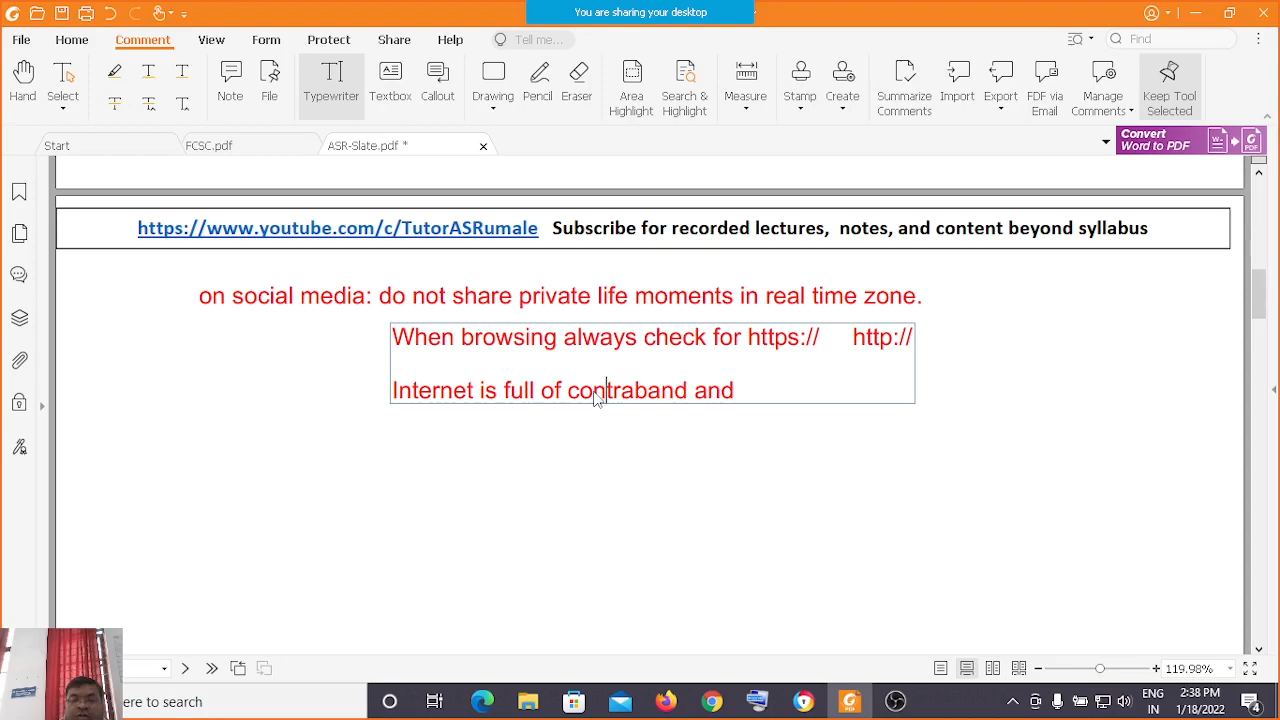 You are sharing your desktop
File Home Comment View Form Protect Share Help Tell me... Find
Hand Select Note File Typewriter Textbox Callout Drawing Pencil Eraser Area Highlight Search & Highlight Measure Stamp Create Summarize Comments Import Export PDF via Email Manage Comments Keep Tool Selected
Start FCSC.pdf ASR-Slate.pdf * Convert Word to PDF
https://www.youtube.com/c/TutorASRumale Subscribe for recorded lectures, notes, and content beyond syllabus
on social media: do not share private life moments in real time zone.
When browsing always check for https:// http://
Internet is full of contraband and
119.98%
here to search
ENG 2:38 PM
IN 1/18/2022 4